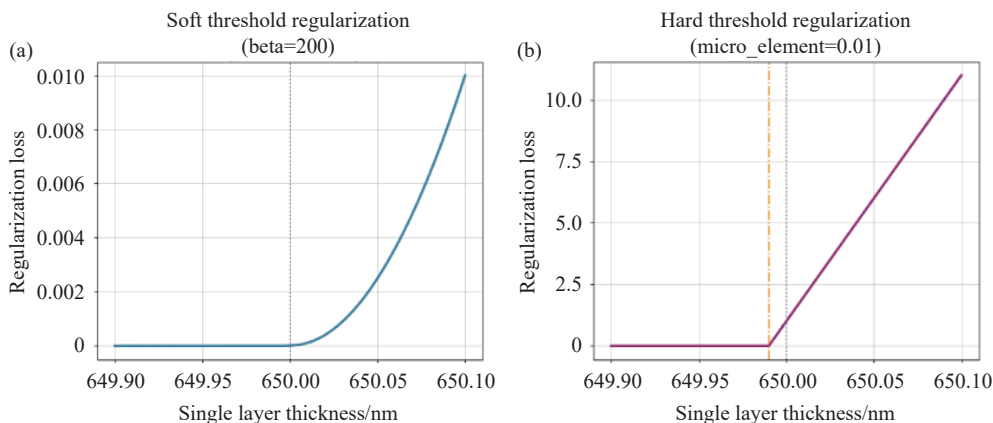 Soft threshold regularization
(beta=200)
(a)
0.010
0.008
0.006
0.004
0.002
0
Regularization loss
649.90 649.95 650.00 650.05 650.10
Single layer thickness/nm
Hard threshold regularization
(micro_element=0.01)
(b)
10.0
7.5
5.0
2.5
0
Regularization loss
649.90 649.95 650.00 650.05 650.10
Single layer thickness/nm